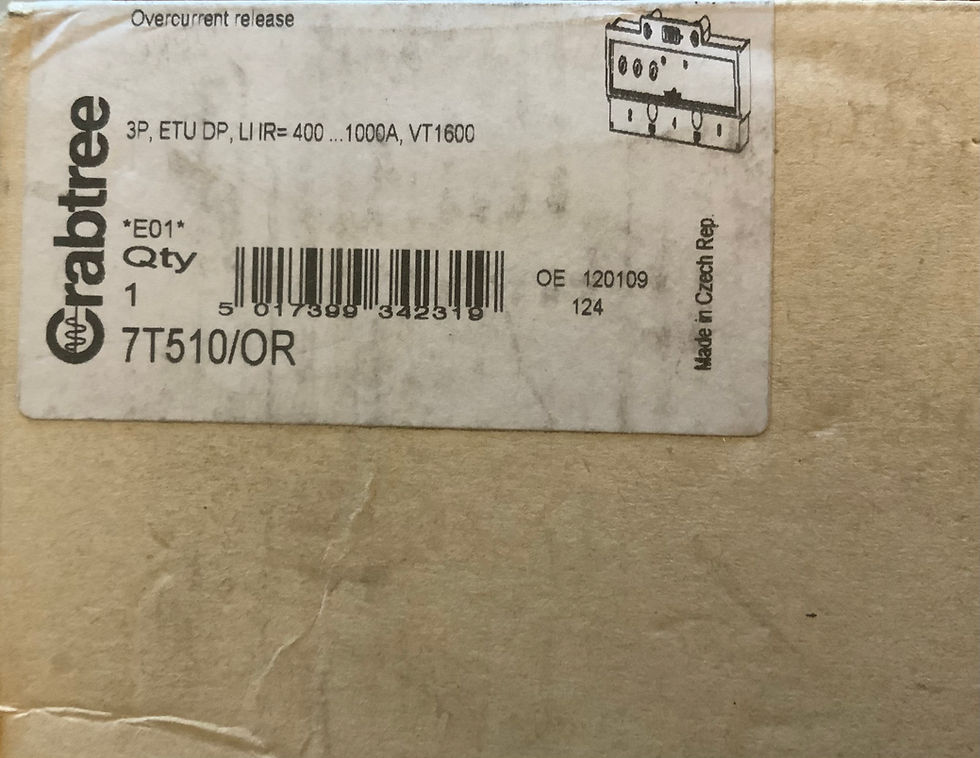 Overcurrent release
3P, ETU DP, LI IR= 400 ...1000A, VT1600
Crabtree
*E01*
Qty
1
5 017399 342319
OE 120109
124
7T510/OR
Made in Czech Rep.